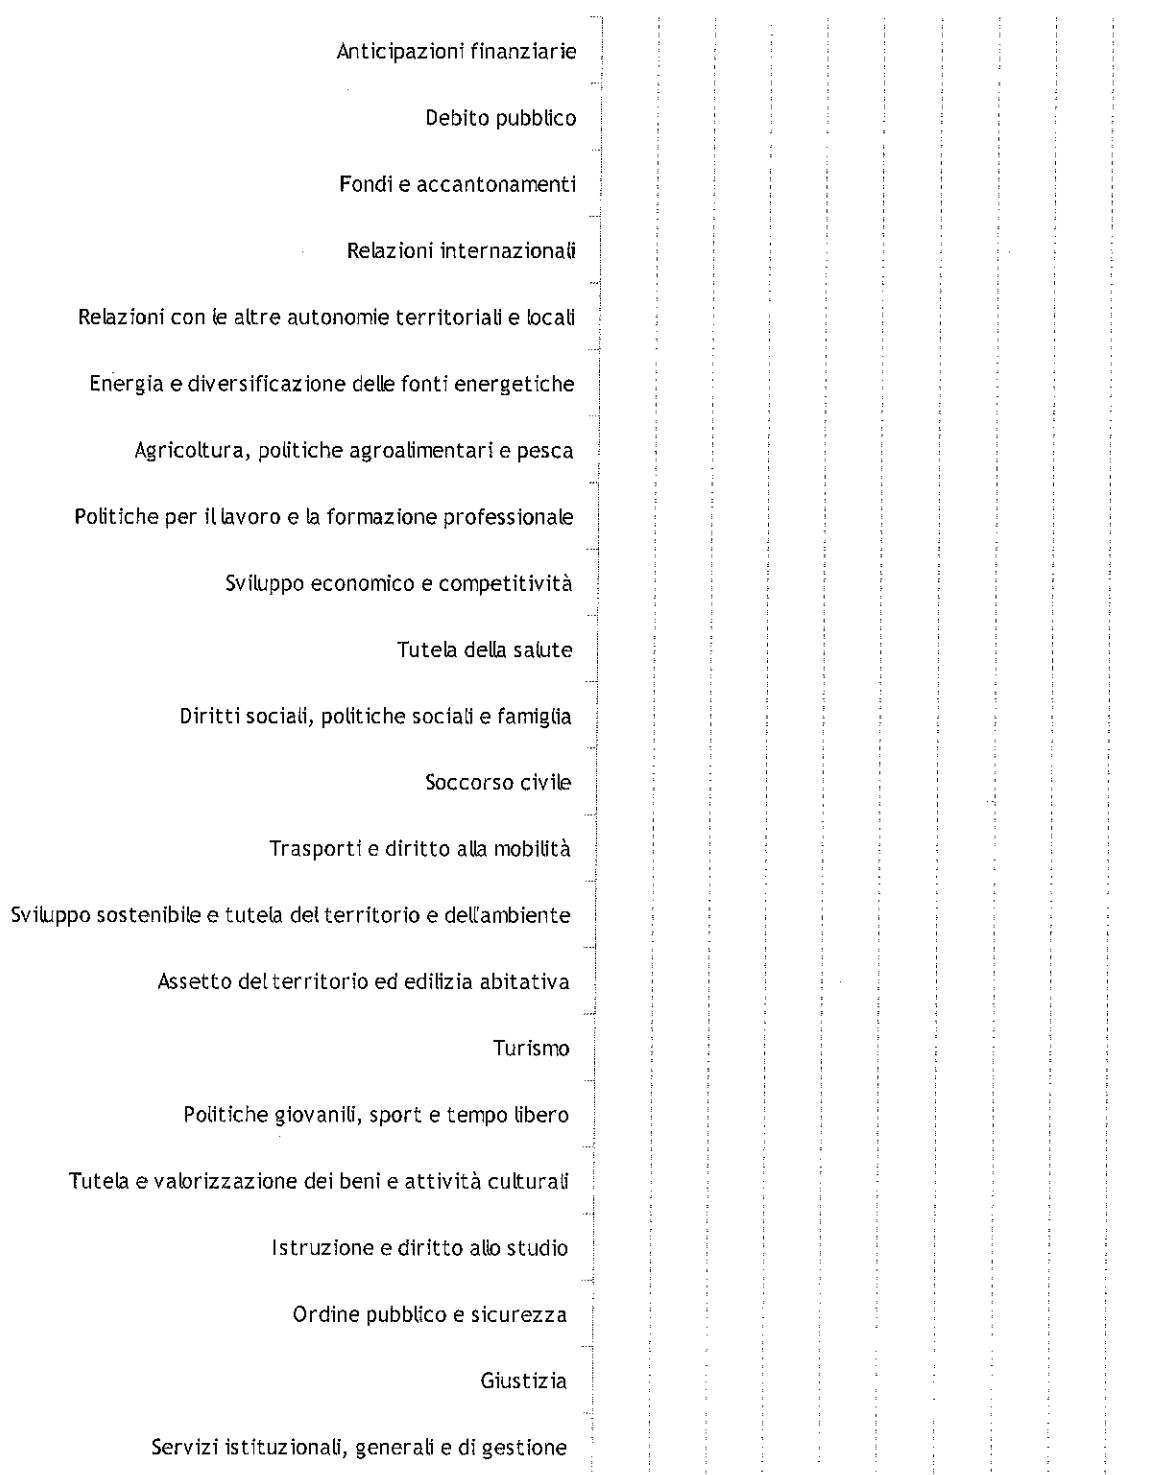 Anticipazioni finanziarie
Debito pubblico
Fondi e accantonamenti
Relazioni internazionali
Relazioni con le altre autonomie territoriali e locali
Energia e diversificazione delle fonti energetiche
Agricoltura, politiche agroalimentari e pesca
Politiche per il lavoro e la formazione professionale
Sviluppo economico e competitività
Tutela della salute
Diritti sociali, politiche sociali e famiglia
Soccorso civile
Trasporti e diritto alla mobilità
Sviluppo sostenibile e tutela del territorio e dell'ambiente
Assetto del territorio ed edilizia abitativa
Turismo
Politiche giovanili, sport e tempo libero
Tutela e valorizzazione dei beni e attività culturali
Istruzione e diritto allo studio
Ordine pubblico e sicurezza
Giustizia
Servizi istituzionali, generali e di gestione